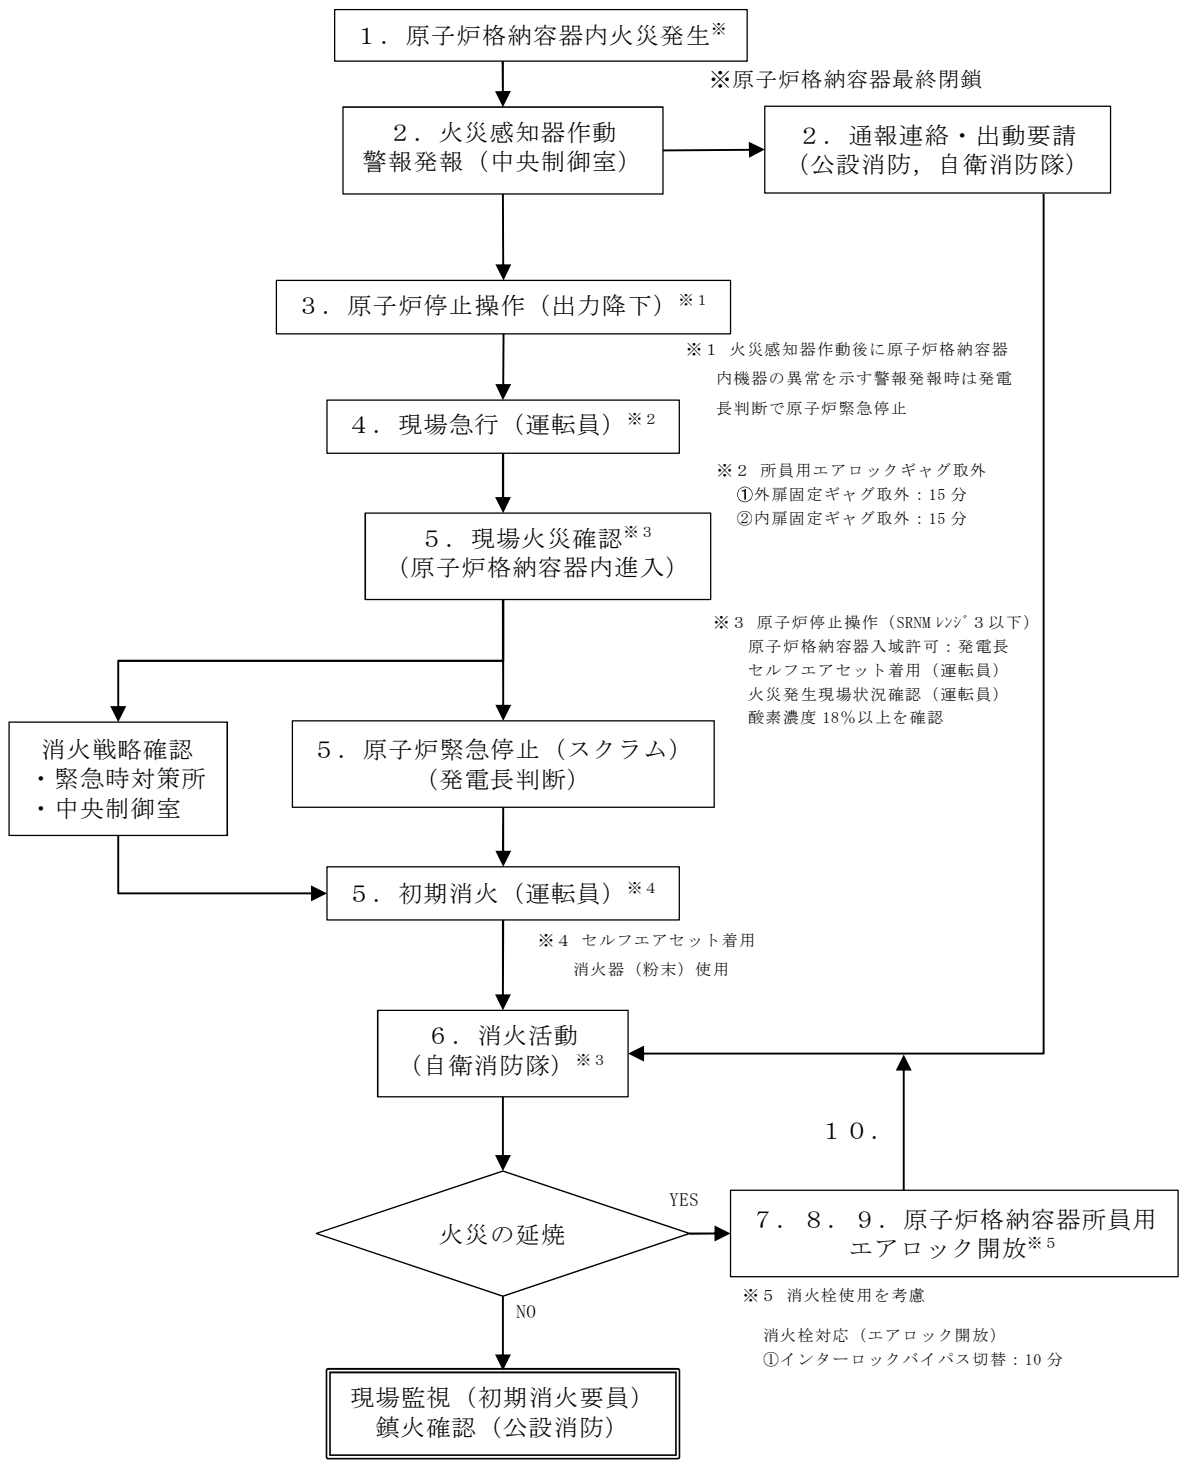 １．原子炉格納容器内火災発生※
※原子炉格納容器最終閉鎖
２．火災感知器作動
警報発報（中央制御室）
２．通報連絡・出動要請
（公設消防，自衛消防隊）
３．原子炉停止操作（出力降下）※１
※１ 火災感知器作動後に原子炉格納容器
内機器の異常を示す警報発報時は発電
長判断で原子炉緊急停止
４．現場急行（運転員）※２
※２ 所員用エアロックギャグ取外
①外扉固定ギャグ取外：15 分
②内扉固定ギャグ取外：15 分
５．現場火災確認※３
（原子炉格納容器内進入）
※３ 原子炉停止操作（SRNM ﾚﾝｼﾞ３以下）
原子炉格納容器入域許可：発電長
セルフエアセット着用（運転員）
火災発生現場状況確認（運転員）
酸素濃度 18％以上を確認
消火戦略確認
・緊急時対策所
・中央制御室
５．原子炉緊急停止（スクラム）
（発電長判断）
５．初期消火（運転員）※４
※４ セルフエアセット着用
消火器（粉末）使用
６．消火活動
（自衛消防隊）※３
１０．
火災の延焼
YES
７．８．９．原子炉格納容器所員用
エアロック開放※５
※５ 消火栓使用を考慮
消火栓対応（エアロック開放）
①インターロックバイパス切替：10 分
NO
現場監視（初期消火要員）
鎮火確認（公設消防）